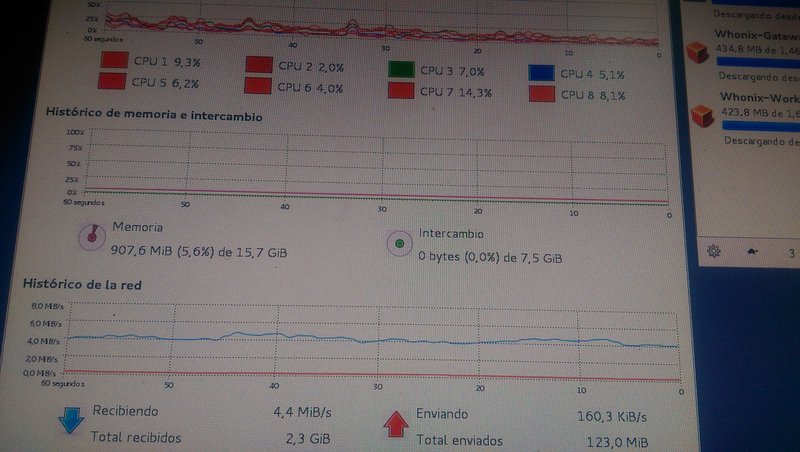 50%
25%
0%
60 segundos 50 40 30 20 10 0
CPU 1 9,3% CPU 2 2,0% CPU 3 7,0% CPU 4 5,1%
CPU 5 6,2% CPU 6 4,0% CPU 7 14,3% CPU 8 8,1%
Histórico de memoria e intercambio
100%
75%
50%
25%
0%
60 segundos 50 40 30 20 10 0
Memoria
907,6 MiB (5,6%) de 15,7 GiB
Intercambio
0 bytes (0,0%) de 7,5 GiB
Histórico de la red
8,0 MiB/s
6,0 MiB/s
4,0 MiB/s
2,0 MiB/s
0,0 MiB/s
60 segundos 50 40 30 20 10 0
Recibiendo 4,4 MiB/s
Total recibidos 2,3 GiB
Enviando 160,3 KiB/s
Total enviados 123,0 MiB
Descargando desde
Whonix-Gatew
434,8 MB de 1,46
Descargando des
Whonix-Work
423,8 MB de 1,6
Descargando d
3